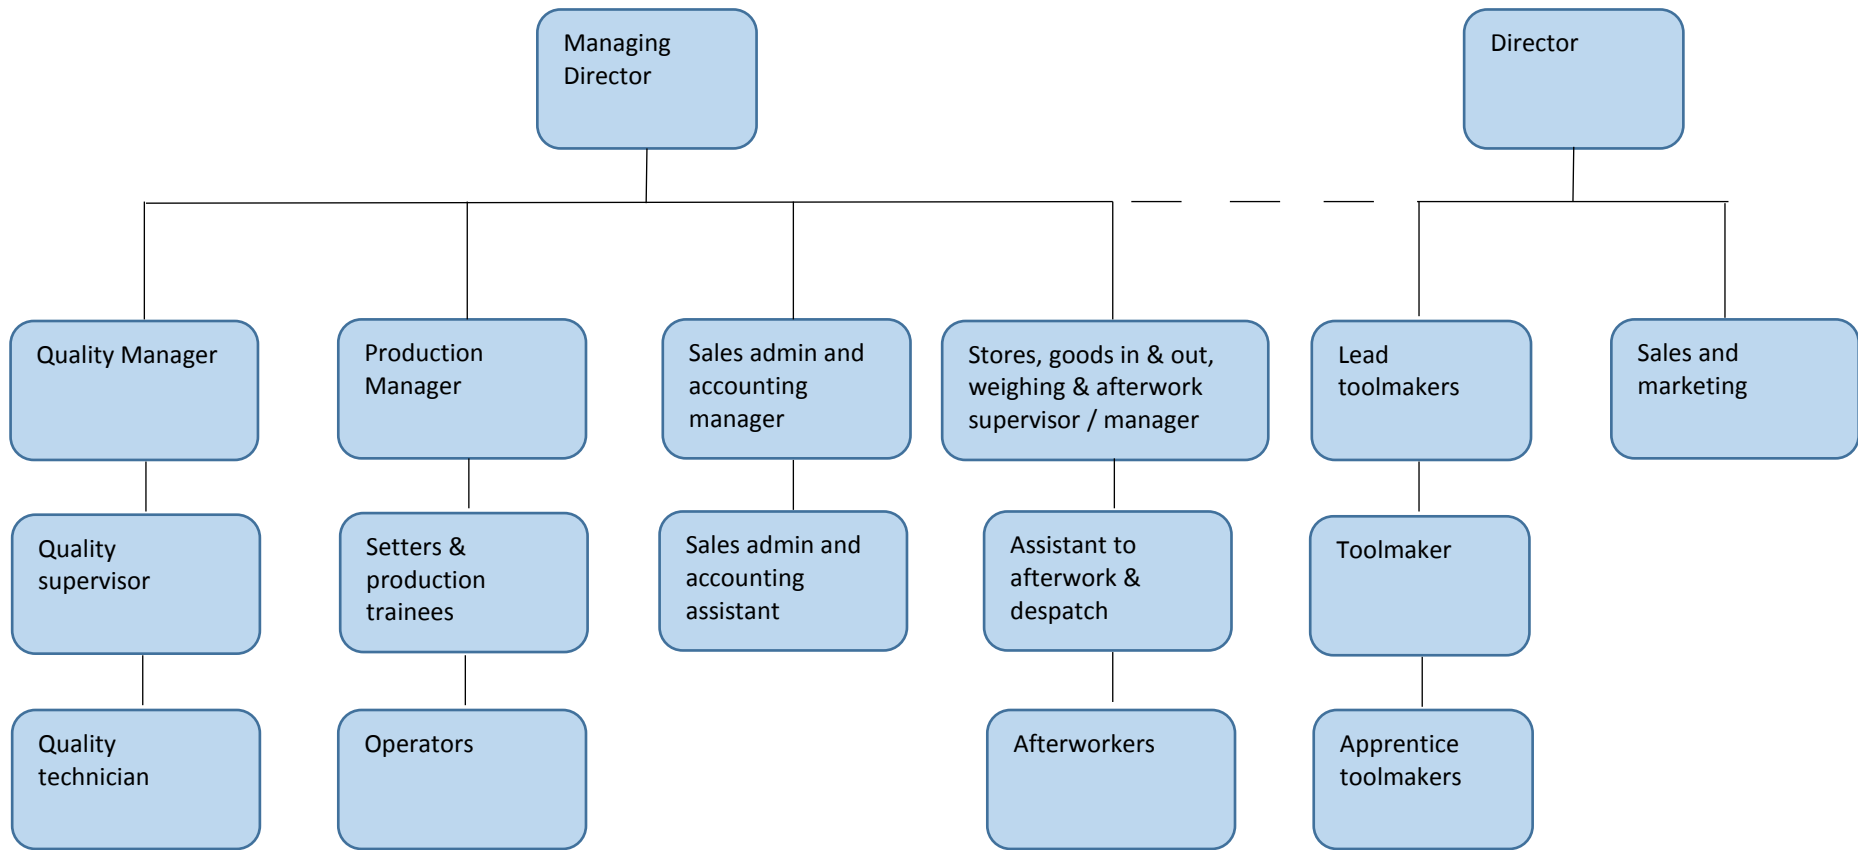 Managing
Director
Director
Quality Manager
Production
Manager
Sales admin and
accounting
manager
Stores, goods in & out,
weighing & afterwork
supervisor / manager
Lead
toolmakers
Sales and
marketing
Quality
supervisor
Setters &
production
trainees
Sales admin and
accounting
assistant
Assistant to
afterwork &
despatch
Toolmaker
Quality
technician
Operators
Afterworkers
Apprentice
toolmakers